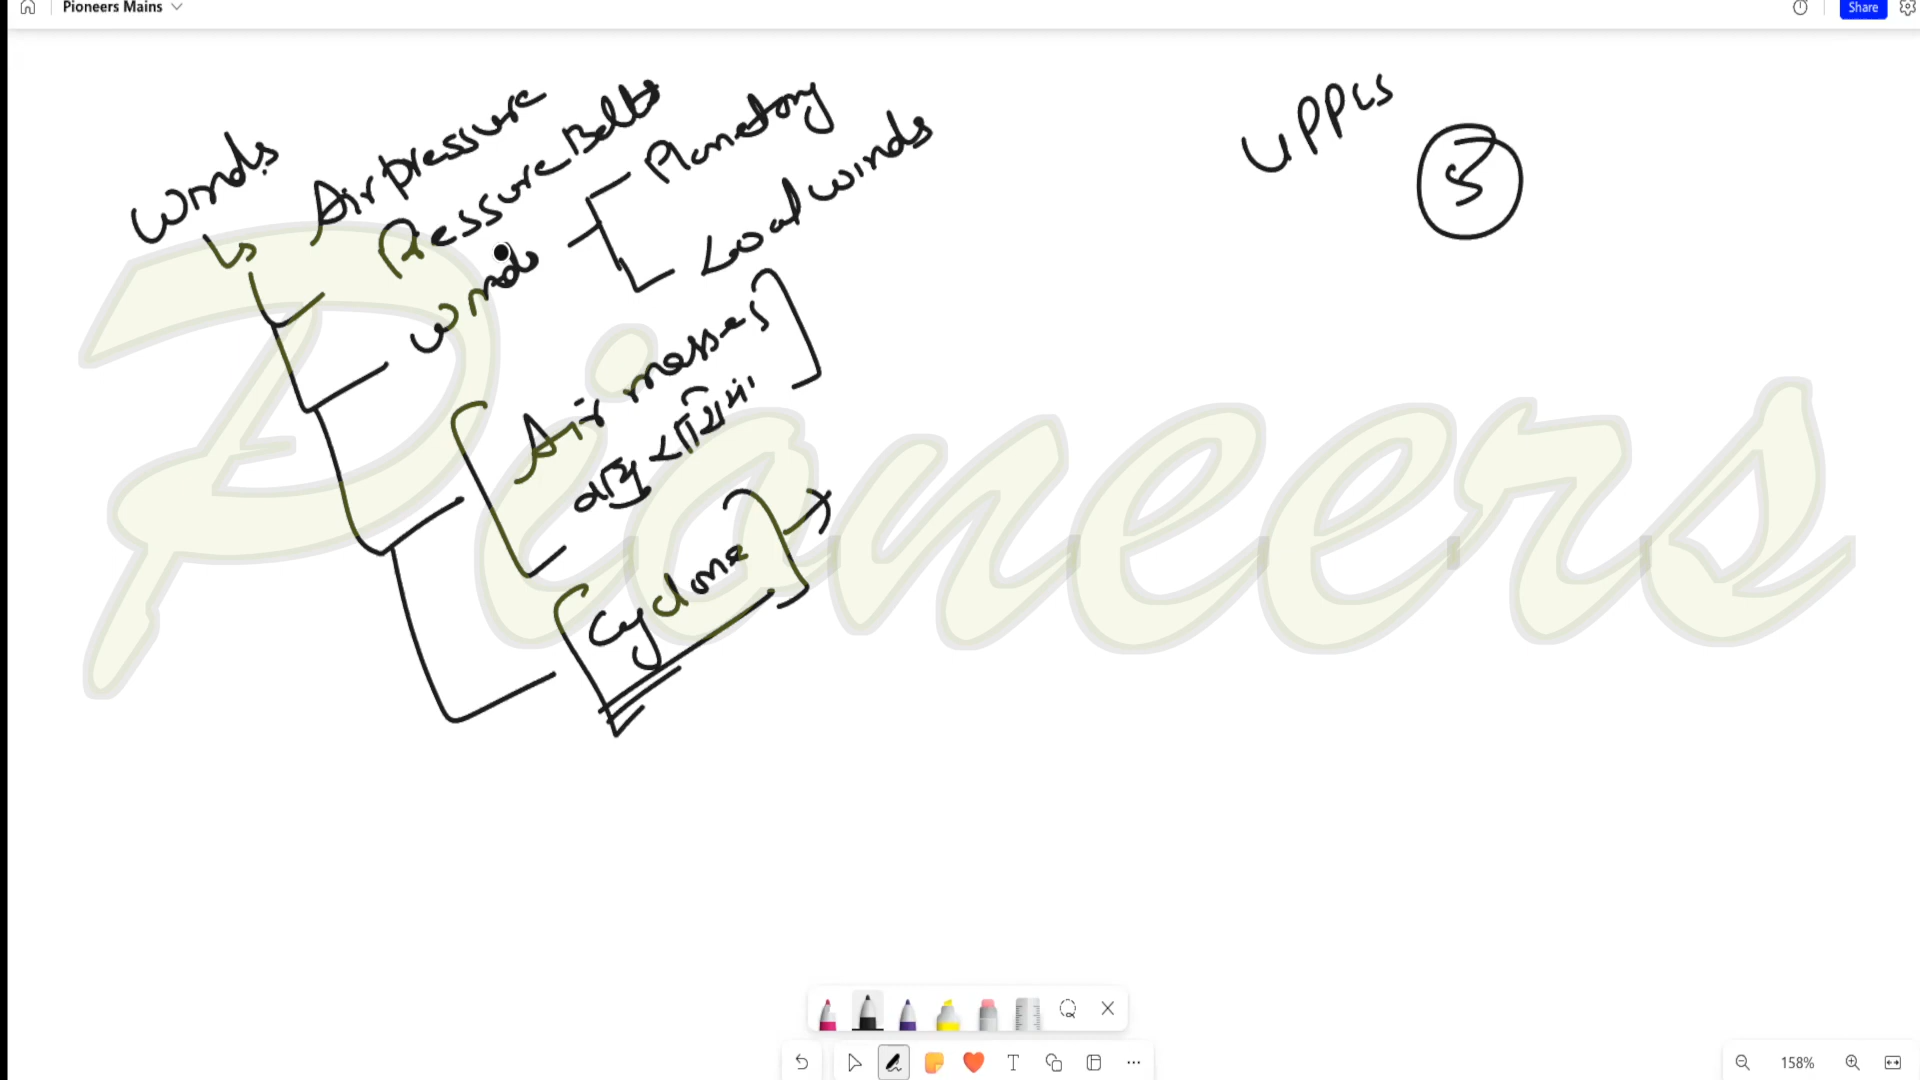 Pioneers Mains
Share
Winds
Air pressure
Pressure Belts
Winds
Planetary
Local winds
Air masses
वायु राशियां
Cyclone
UPPCS
5
Pioneers
T
158%